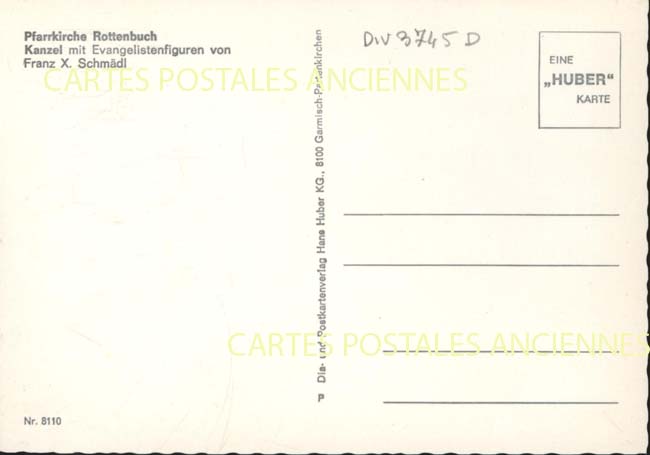 Pfarrkirche Rottenbuch
Kanzel mit Evangelistenfiguren von
Franz X. Schmädl
CARTES POSTALES ANCIENNES
Div 3745 D
EINE
„HUBER“
KARTE
Dia- und Postkartenverlag Hans Huber KG., 8100 Garmisch-Partenkirchen
CARTES POSTALES ANCIENNES
Nr. 8110